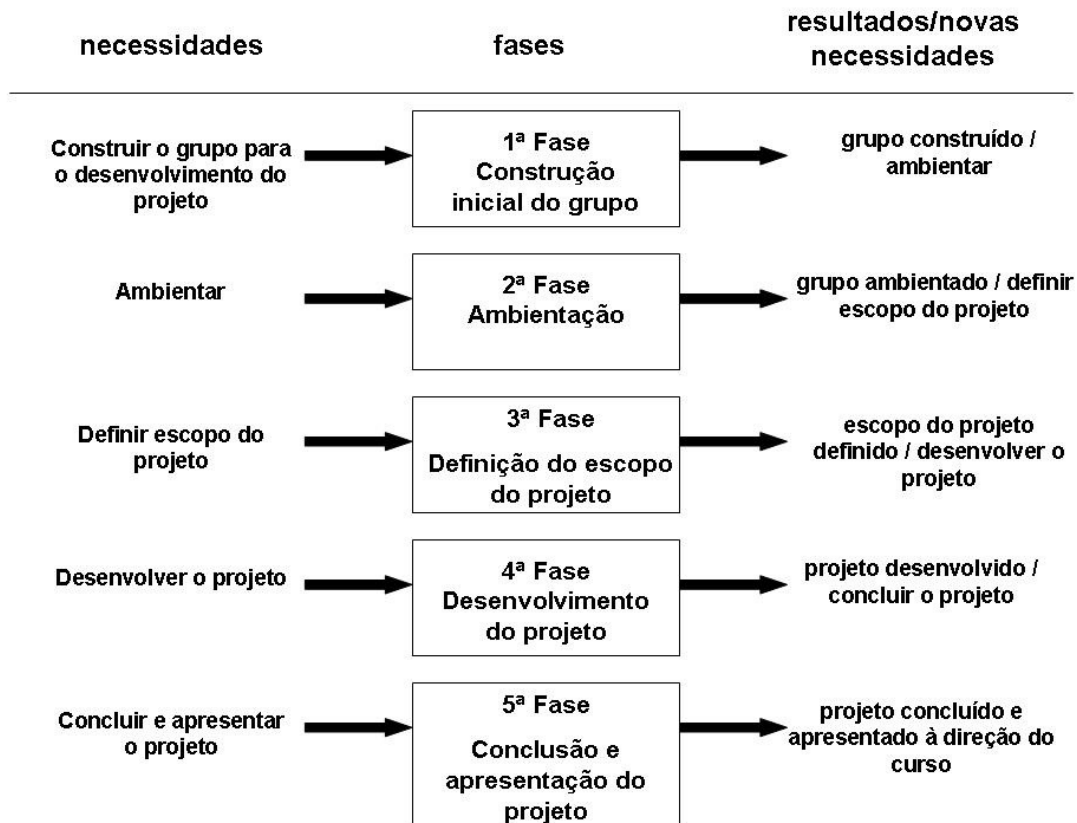 necessidades
fases
resultados/novas
necessidades
Construir o grupo para
o desenvolvimento do
projeto
1ª Fase
Construção
inicial do grupo
grupo construído /
ambientar
Ambientar
2ª Fase
Ambientação
grupo ambientado / definir
escopo do projeto
Definir escopo do
projeto
3ª Fase
Definição do escopo
do projeto
escopo do projeto
definido / desenvolver o
projeto
Desenvolver o projeto
4ª Fase
Desenvolvimento
do projeto
projeto desenvolvido /
concluir o projeto
Concluir e apresentar
o projeto
5ª Fase
Conclusão e
apresentação do
projeto
projeto concluído e
apresentado à direção do
curso